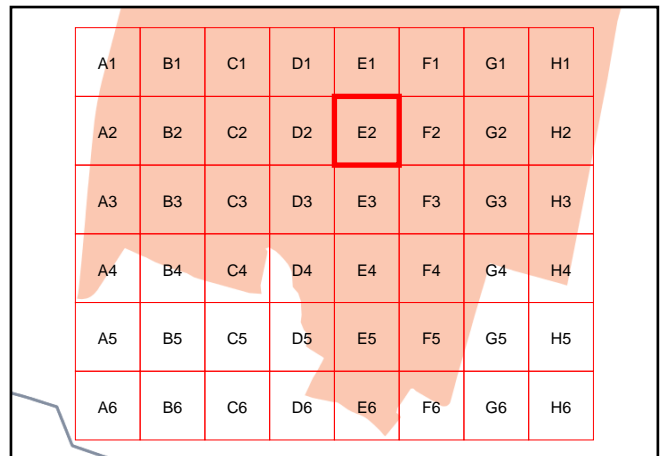 A1 B1 C1 D1 E1 F1 G1 H1
A2 B2 C2 D2 E2 F2 G2 H2
A3 B3 C3 D3 E3 F3 G3 H3
A4 B4 C4 D4 E4 F4 G4 H4
A5 B5 C5 D5 E5 F5 G5 H5
A6 B6 C6 D6 E6 F6 G6 H6